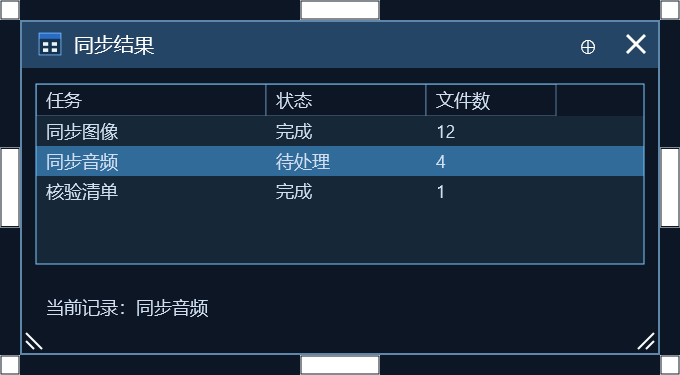 同步结果
任务 状态 文件数
同步图像 完成 12
同步音频 待处理 4
核验清单 完成 1
当前记录：同步音频